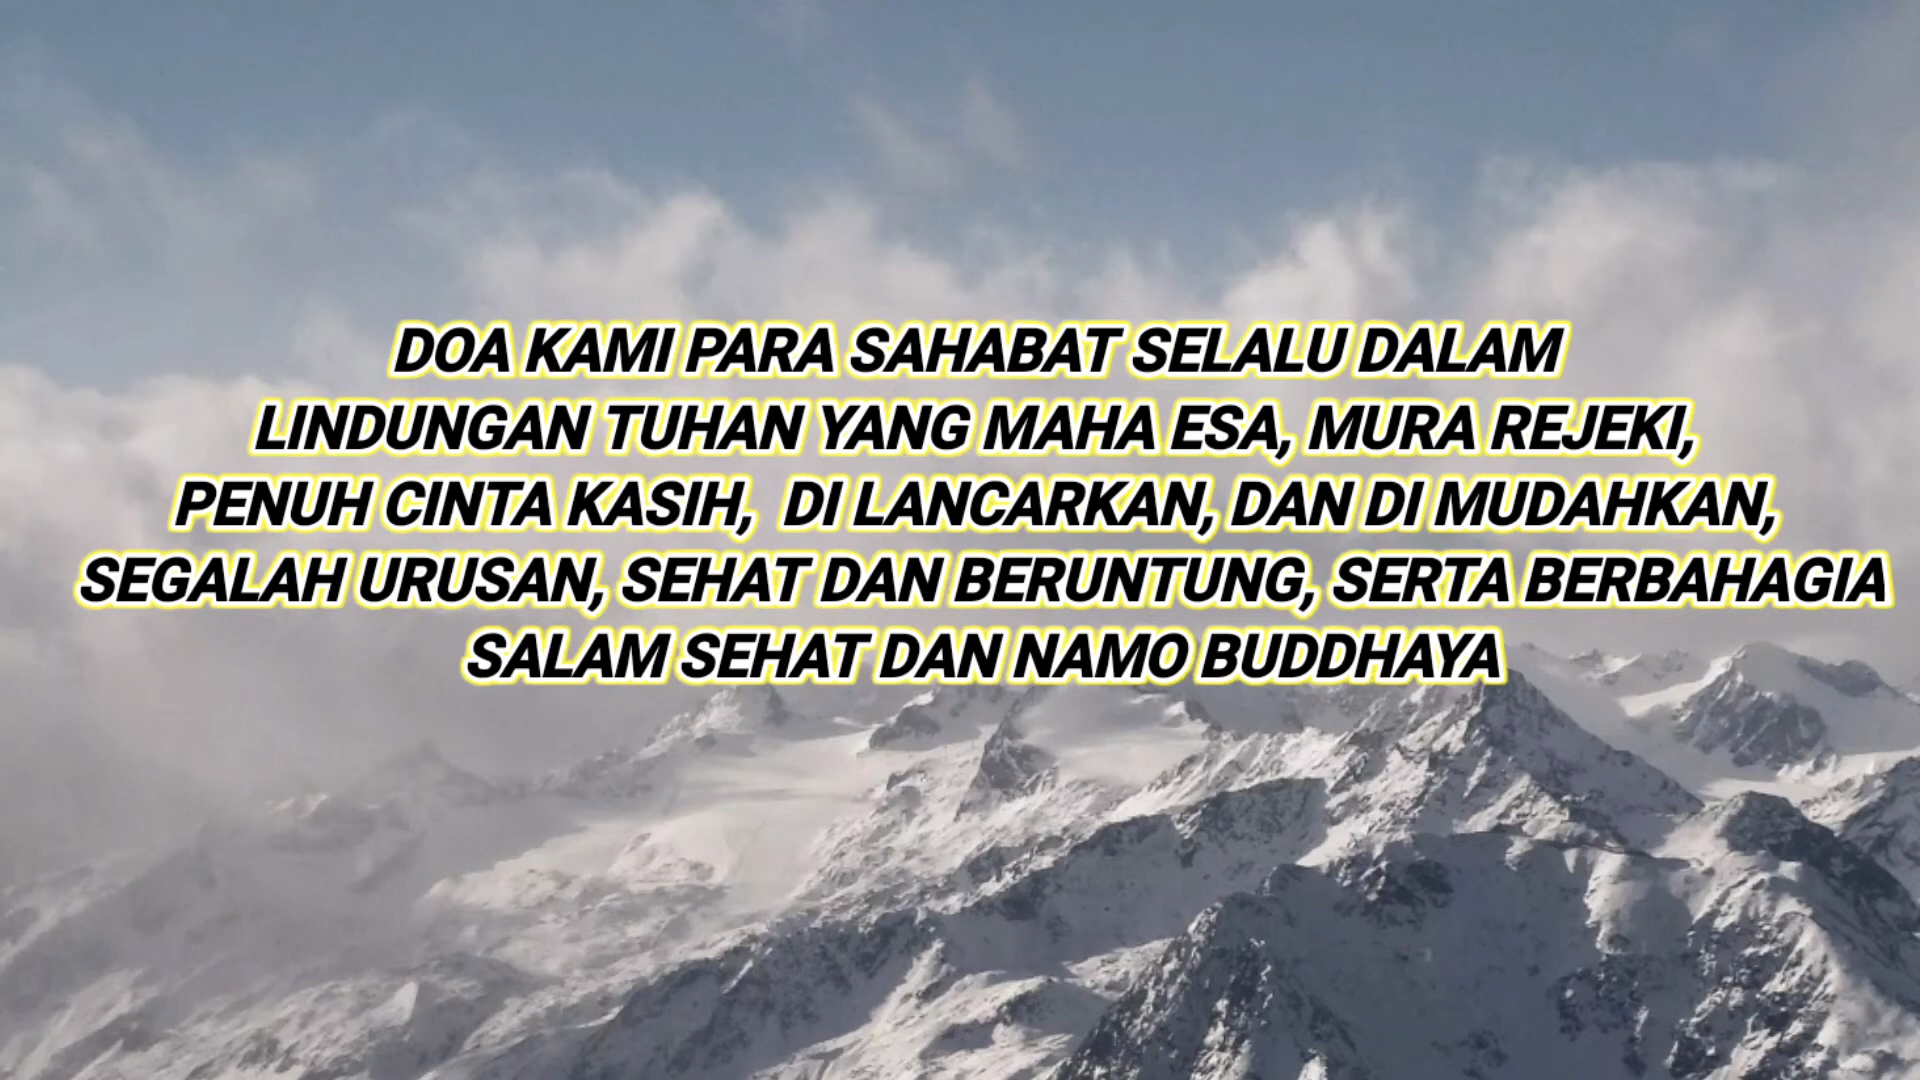 DOA KAMI PARA SAHABAT SELALU DALAM
LINDUNGAN TUHAN YANG MAHA ESA, MURA REJEKI,
PENUH CINTA KASIH,  DI LANCARKAN, DAN DI MUDAHKAN,
SEGALAH URUSAN, SEHAT DAN BERUNTUNG, SERTA BERBAHAGIA
SALAM SEHAT DAN NAMO BUDDHAYA